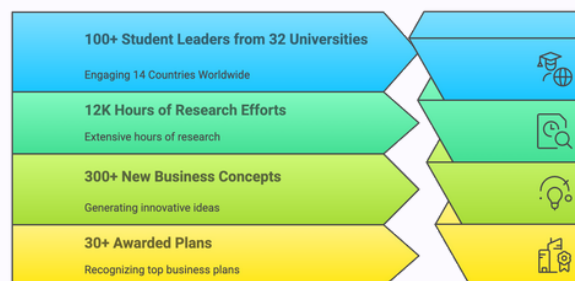 100+ Student Leaders from 32 Universities
Engaging 14 Countries Worldwide
12K Hours of Research Efforts
Extensive hours of research
300+ New Business Concepts
Generating innovative ideas
30+ Awarded Plans
Recognizing top business plans